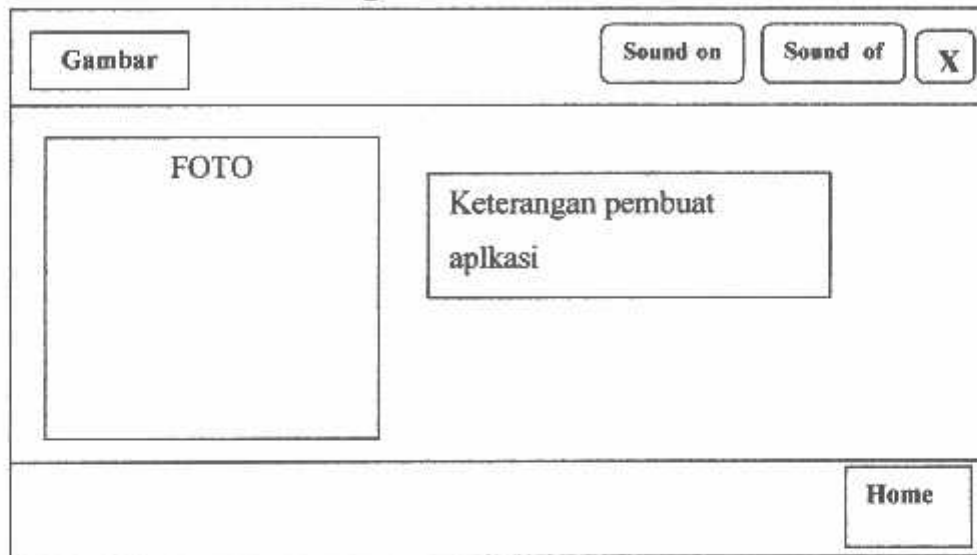 Gambar
Sound on
Sound of
X
FOTO
Keterangan pembuat
aplkasi
Home